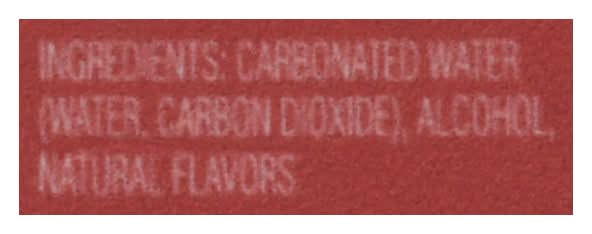 INGREDIENTS: CARBONATED WATER
(WATER, CARBON DIOXIDE), ALCOHOL,
NATURAL FLAVORS